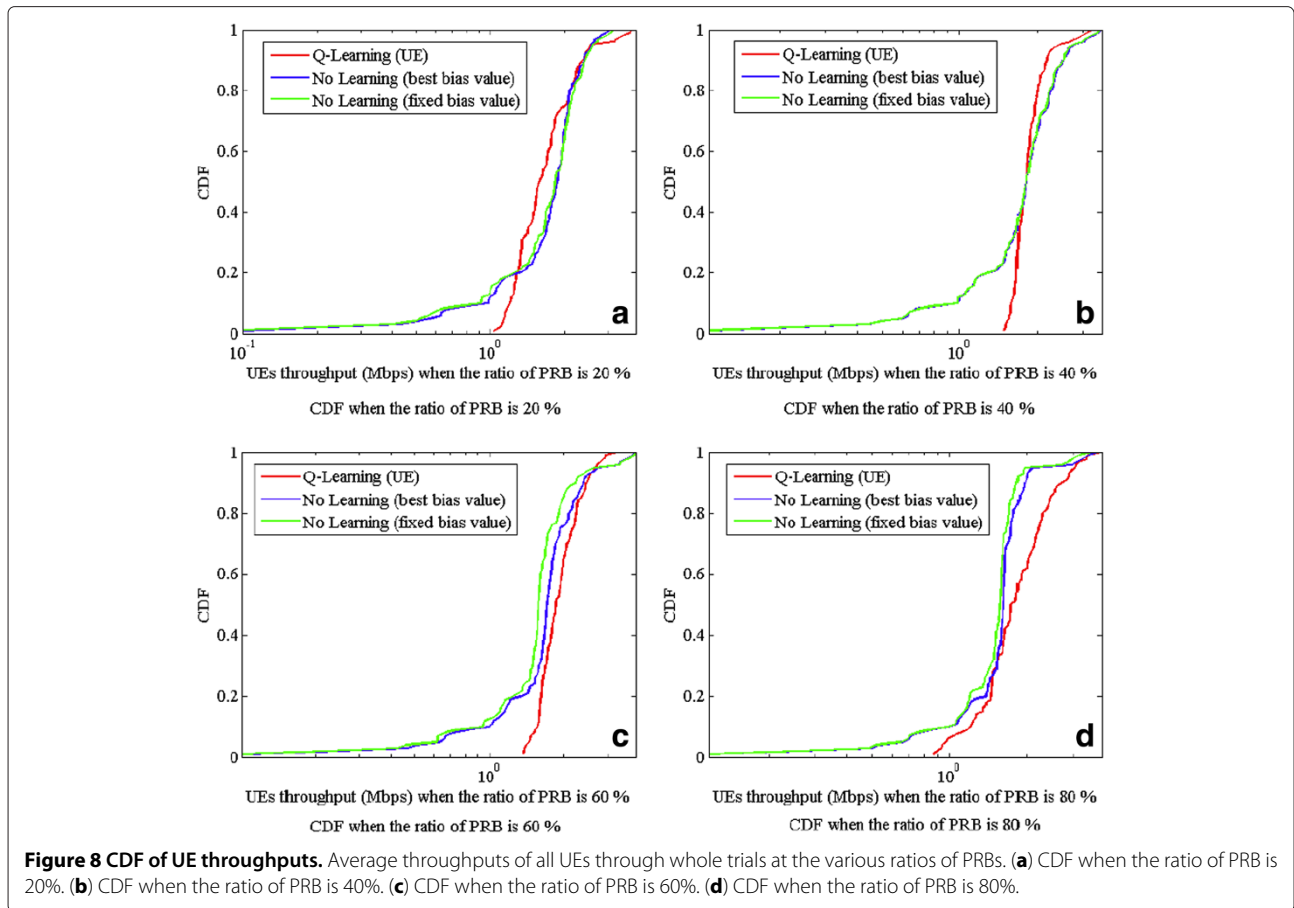 1
0.8
0.6
0.4
0.2
0
CDF
Q-Learning (UE)
No Learning (best bias value)
No Learning (fixed bias value)
a
10^-1
10^0
UEs throughput (Mbps) when the ratio of PRB is 20 %
CDF when the ratio of PRB is 20 %
1
0.8
0.6
0.4
0.2
0
CDF
Q-Learning (UE)
No Learning (best bias value)
No Learning (fixed bias value)
b
10^0
UEs throughput (Mbps) when the ratio of PRB is 40 %
CDF when the ratio of PRB is 40 %
1
0.8
0.6
0.4
0.2
0
CDF
Q-Learning (UE)
No Learning (best bias value)
No Learning (fixed bias value)
c
10^0
UEs throughput (Mbps) when the ratio of PRB is 60 %
CDF when the ratio of PRB is 60 %
1
0.8
0.6
0.4
0.2
0
CDF
Q-Learning (UE)
No Learning (best bias value)
No Learning (fixed bias value)
d
10^0
UEs throughput (Mbps) when the ratio of PRB is 80 %
CDF when the ratio of PRB is 80 %
Figure 8 CDF of UE throughputs. Average throughputs of all UEs through whole trials at the various ratios of PRBs. (a) CDF when the ratio of PRB is
20%. (b) CDF when the ratio of PRB is 40%. (c) CDF when the ratio of PRB is 60%. (d) CDF when the ratio of PRB is 80%.